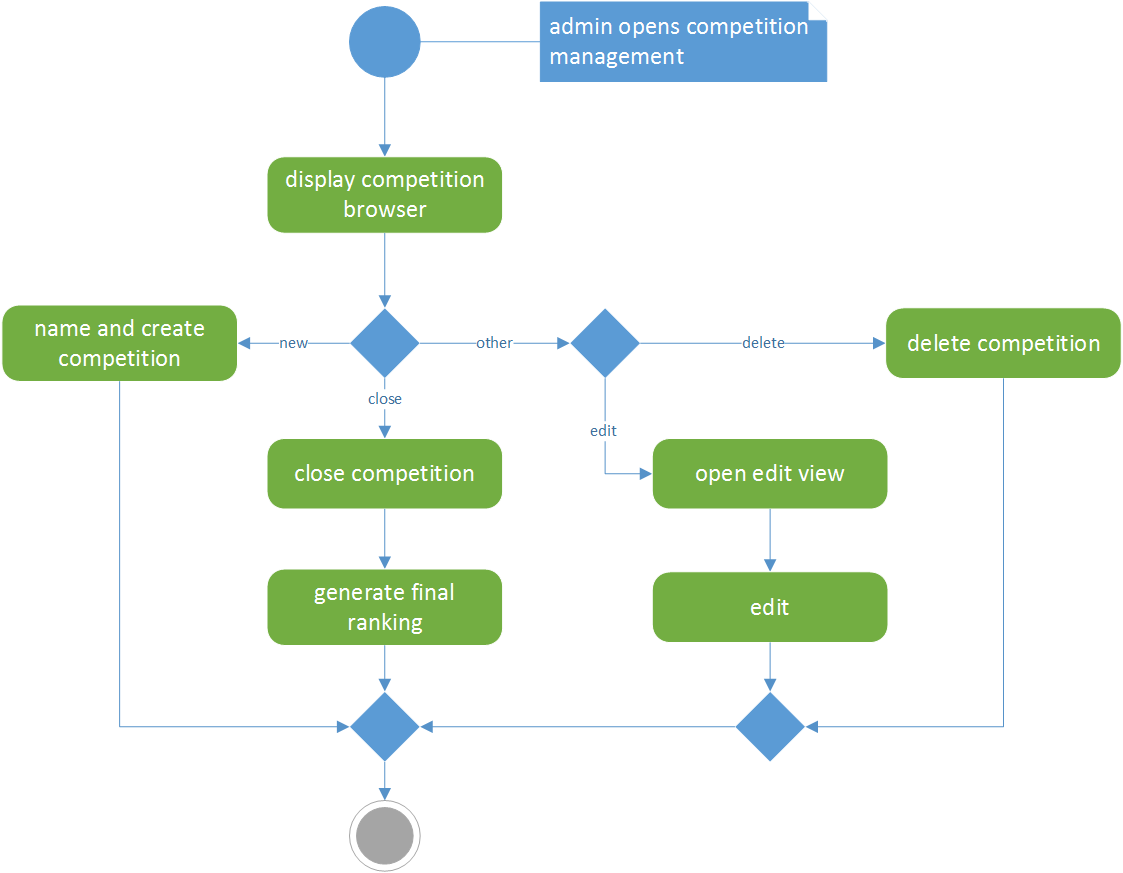 admin opens competition
management
display competition
browser
name and create
competition
new
other
delete
delete competition
close
edit
close competition
open edit view
generate final
ranking
edit